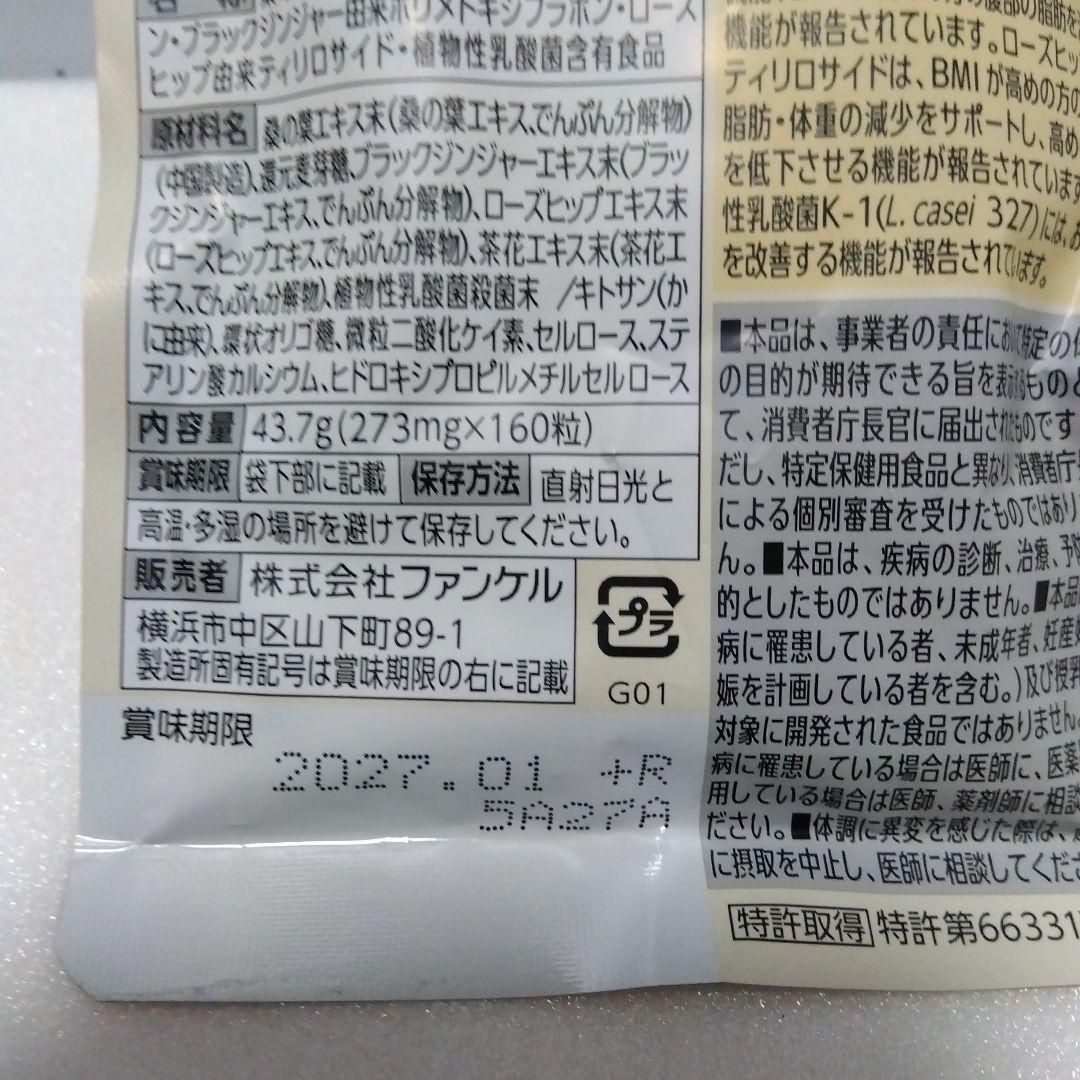 ン・ブラックジンジャー由来ポリメトキシフラボン・ローズ
ヒップ由来ティリロサイド・植物性乳酸菌含有食品
原材料名 桑の葉エキス末(桑の葉エキス、でんぷん分解物)
(中国製造)、還元麦芽糖、ブラックジンジャーエキス末(ブラッ
クジンジャーエキス、でんぷん分解物)、ローズヒップエキス末
(ローズヒップエキス、でんぷん分解物)、茶花エキス末(茶花エ
キス、でんぷん分解物)、植物性乳酸菌殺菌末 /キトサン(か
に由来)、環状オリゴ糖、微粒二酸化ケイ素、セルロース、ステ
アリン酸カルシウム、ヒドロキシプロピルメチルセルロース
内容量 43.7g(273mg×160粒)
賞味期限 袋下部に記載 保存方法 直射日光と
高温・多湿の場所を避けて保存してください。
販売者 株式会社ファンケル
横浜市中区山下町89-1
製造所固有記号は賞味期限の右に記載
プラ
G01
賞味期限
2027.01 +R
5A27A
機能が報告されています。ローズヒッ
ティリロサイドは、BMIが高めの方の
脂肪・体重の減少をサポートし、高め
を低下させる機能が報告されています
性乳酸菌K-1(L. casei 327)には、お
を改善する機能が報告されています。
■本品は、事業者の責任において特定の
の目的が期待できる旨を表示するものと
て、消費者庁長官に届出されたものです
だし、特定保健用食品と異なり、消費者庁
による個別審査を受けたものではあり
ん。■本品は、疾病の診断、治療、予防
的としたものではありません。■本品
病に罹患している者、未成年者、妊産
娠を計画している者を含む。)及び授乳
対象に開発された食品ではありません。
病に罹患している場合は医師に、医薬
用している場合は医師、薬剤師に相談
ださい。■体調に異変を感じた際は、
に摂取を中止し、医師に相談してくださ
特許取得 特許第66331